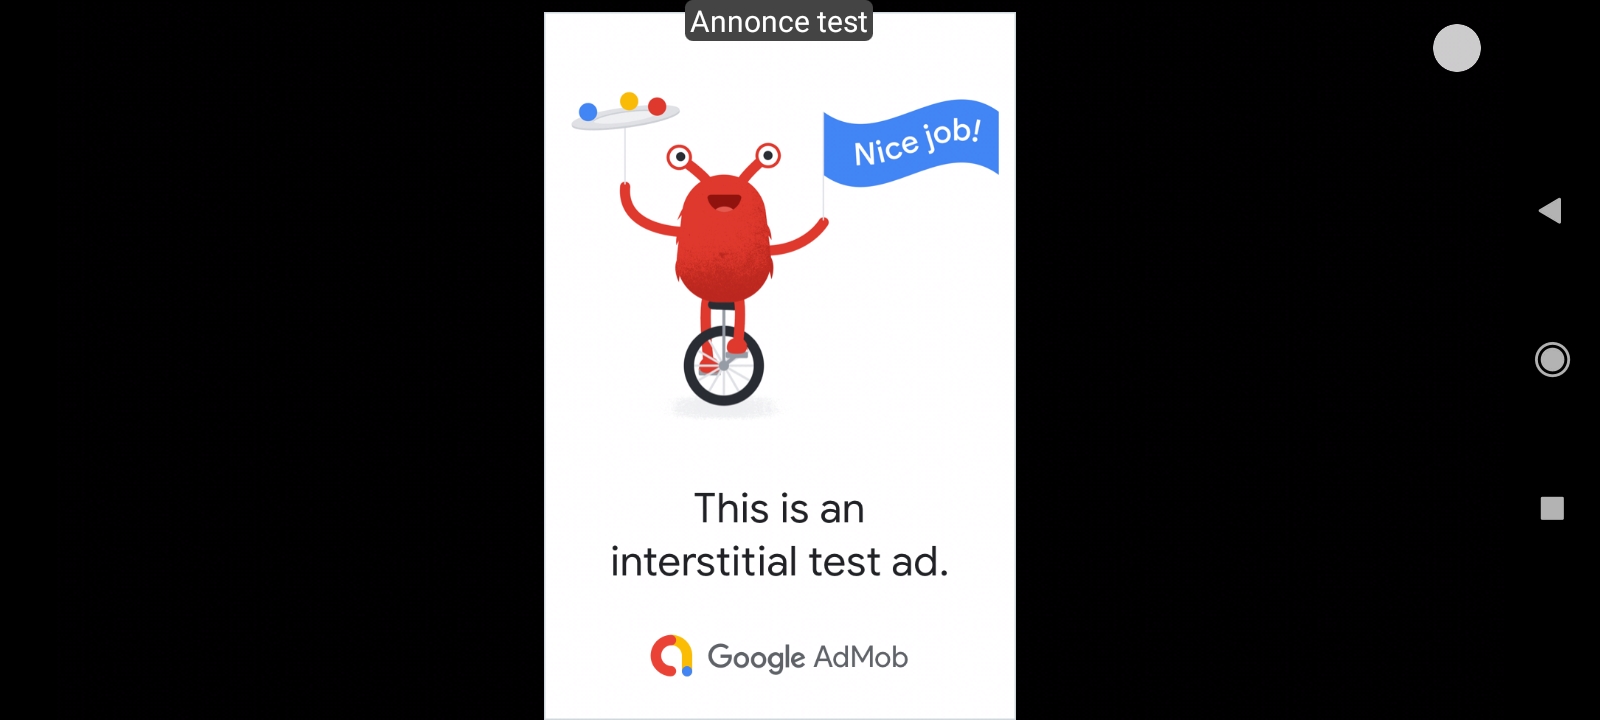 Annonce test
Nice job!
This is an
interstitial test ad.
Google AdMob